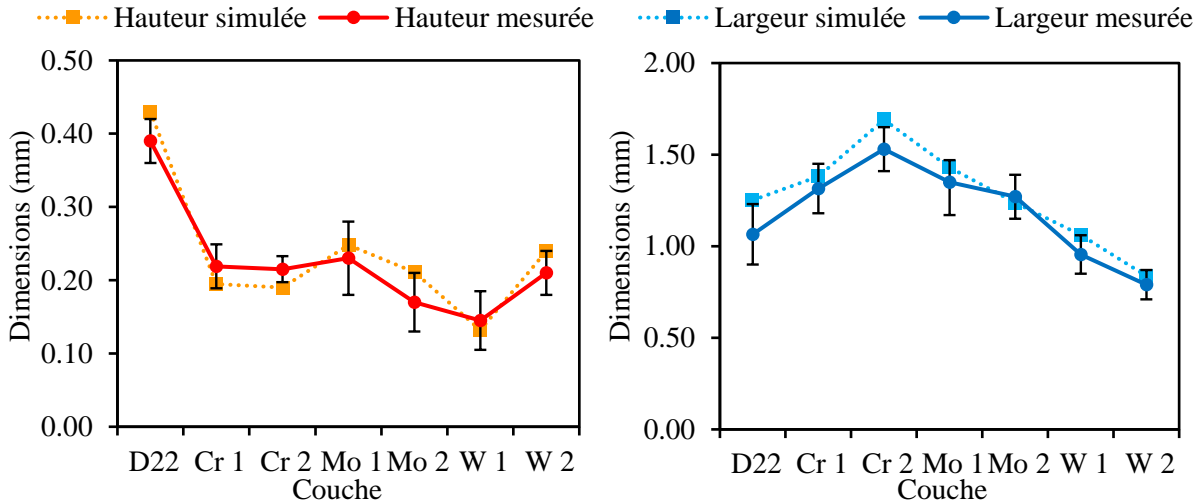 Hauteur simulée Hauteur mesurée
0.50
0.40
0.30
0.20
0.10
0.00
Dimensions (mm)
D22 Cr 1 Cr 2 Mo 1 Mo 2 W 1 W 2
Couche
Largeur simulée Largeur mesurée
2.00
1.50
1.00
0.50
0.00
Dimensions (mm)
D22 Cr 1 Cr 2 Mo 1 Mo 2 W 1 W 2
Couche